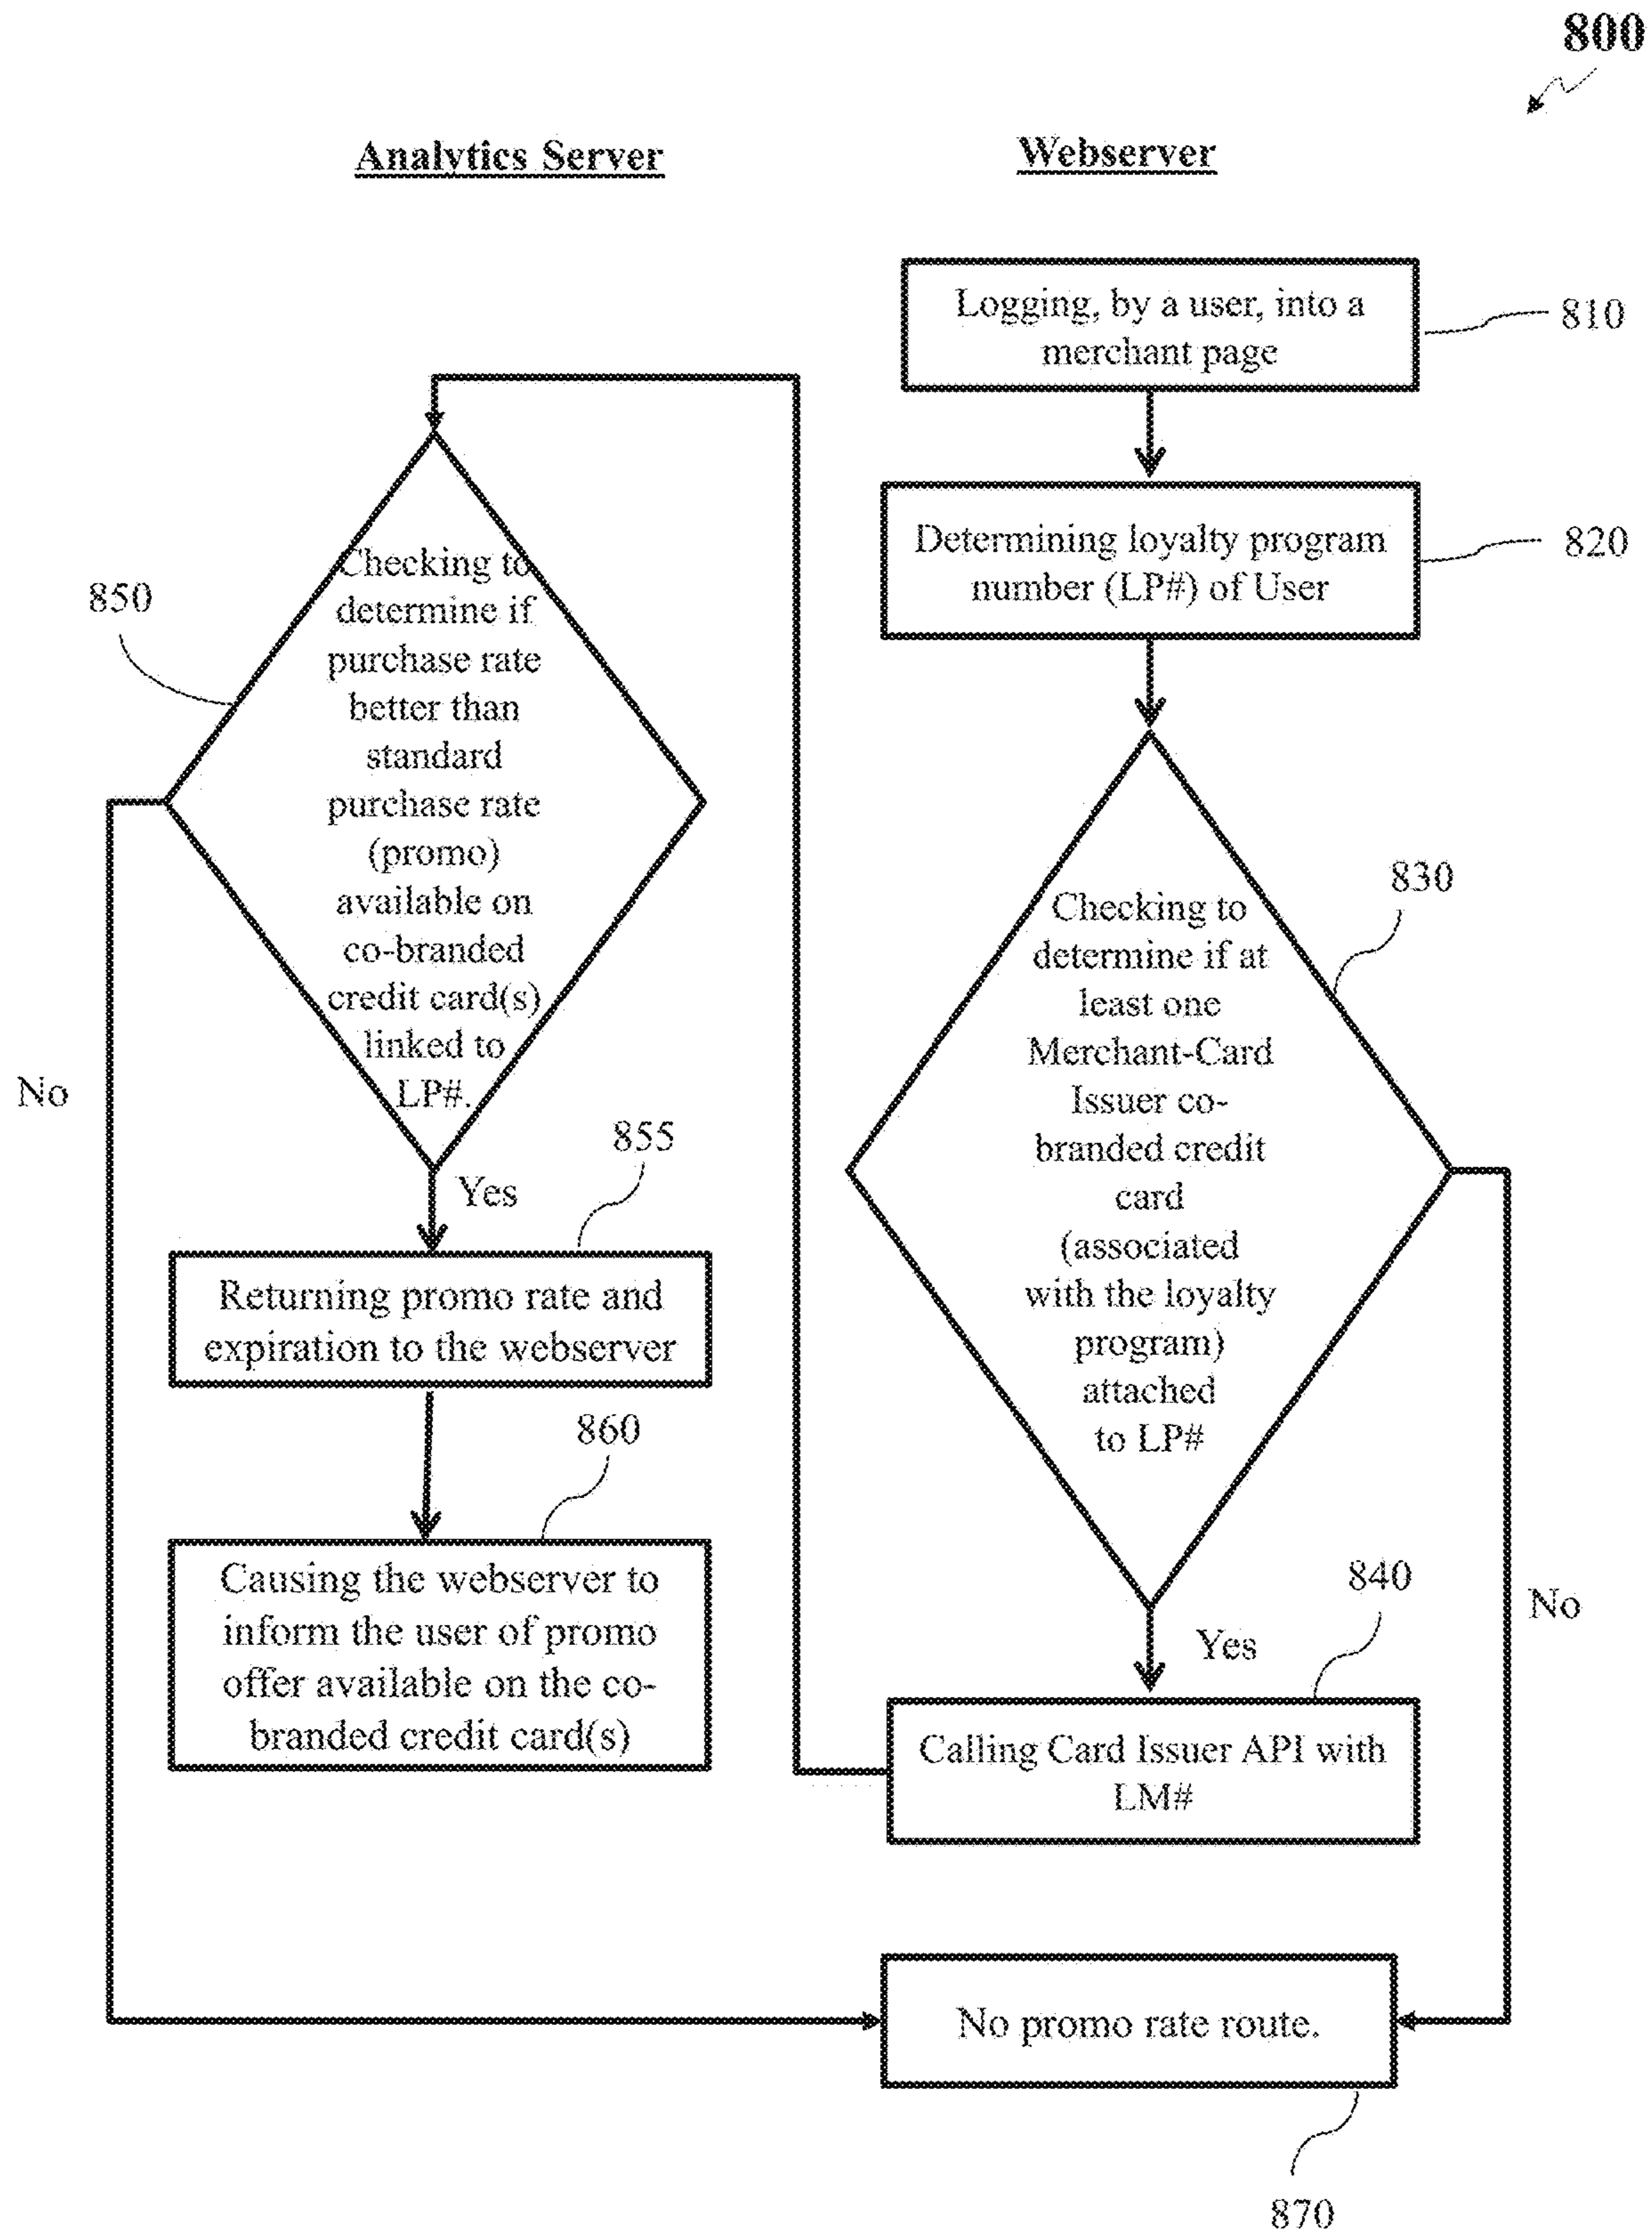 800
Analytics Server
Webserver
Logging, by a user, into a
merchant page
810
Determining loyalty program
number (LP#) of User
820
Checking to
determine if at
least one
Merchant-Card
Issuer co-
branded credit
card
(associated
with the loyalty
program)
attached
to LP#
830
No
Yes
840
Calling Card Issuer API with
LM#
850
Checking to
determine if
purchase rate
better than
standard
purchase rate
(promo)
available on
co-branded
credit card(s)
linked to
LP#.
No
Yes
855
Returning promo rate and
expiration to the webserver
860
Causing the webserver to
inform the user of promo
offer available on the co-
branded credit card(s)
No promo rate route.
870